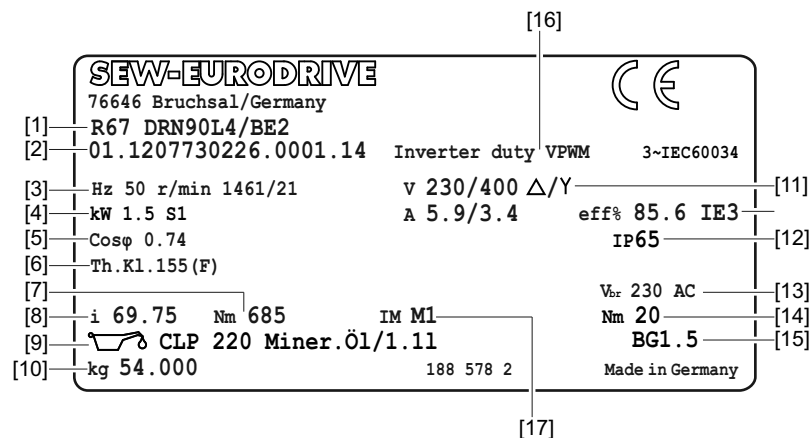 [16]
SEW-EURODRIVE CE
76646 Bruchsal/Germany
[1] R67 DRN90L4/BE2
[2] 01.1207730226.0001.14 Inverter duty VPWM 3~IEC60034
[3] Hz 50 r/min 1461/21 V 230/400 △/Y [11]
[4] kW 1.5 S1 A 5.9/3.4 eff% 85.6 IE3
[5] Cosφ 0.74 IP65 [12]
[6] Th.Kl.155(F)
[7] Vbr 230 AC [13]
[8] i 69.75 Nm 685 IM M1 Nm 20 [14]
[9] CLP 220 Miner.Öl/1.1l BG1.5 [15]
[10] kg 54.000 188 578 2 Made in Germany
[17]